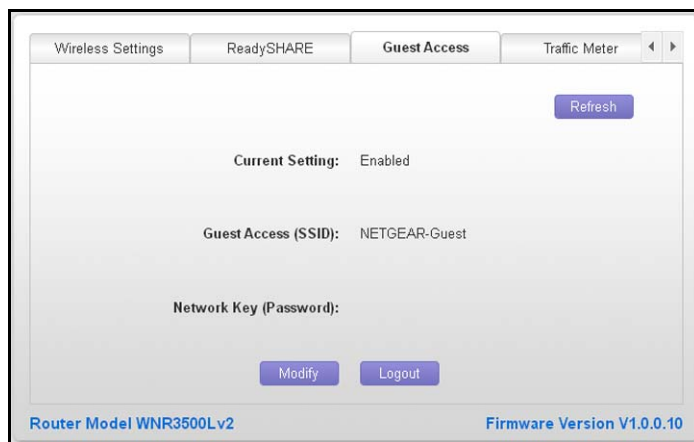 Wireless Settings ReadySHARE Guest Access Traffic Meter
Refresh
Current Setting: Enabled
Guest Access (SSID): NETGEAR-Guest
Network Key (Password):
Modify Logout
Router Model WNR3500Lv2 Firmware Version V1.0.0.10